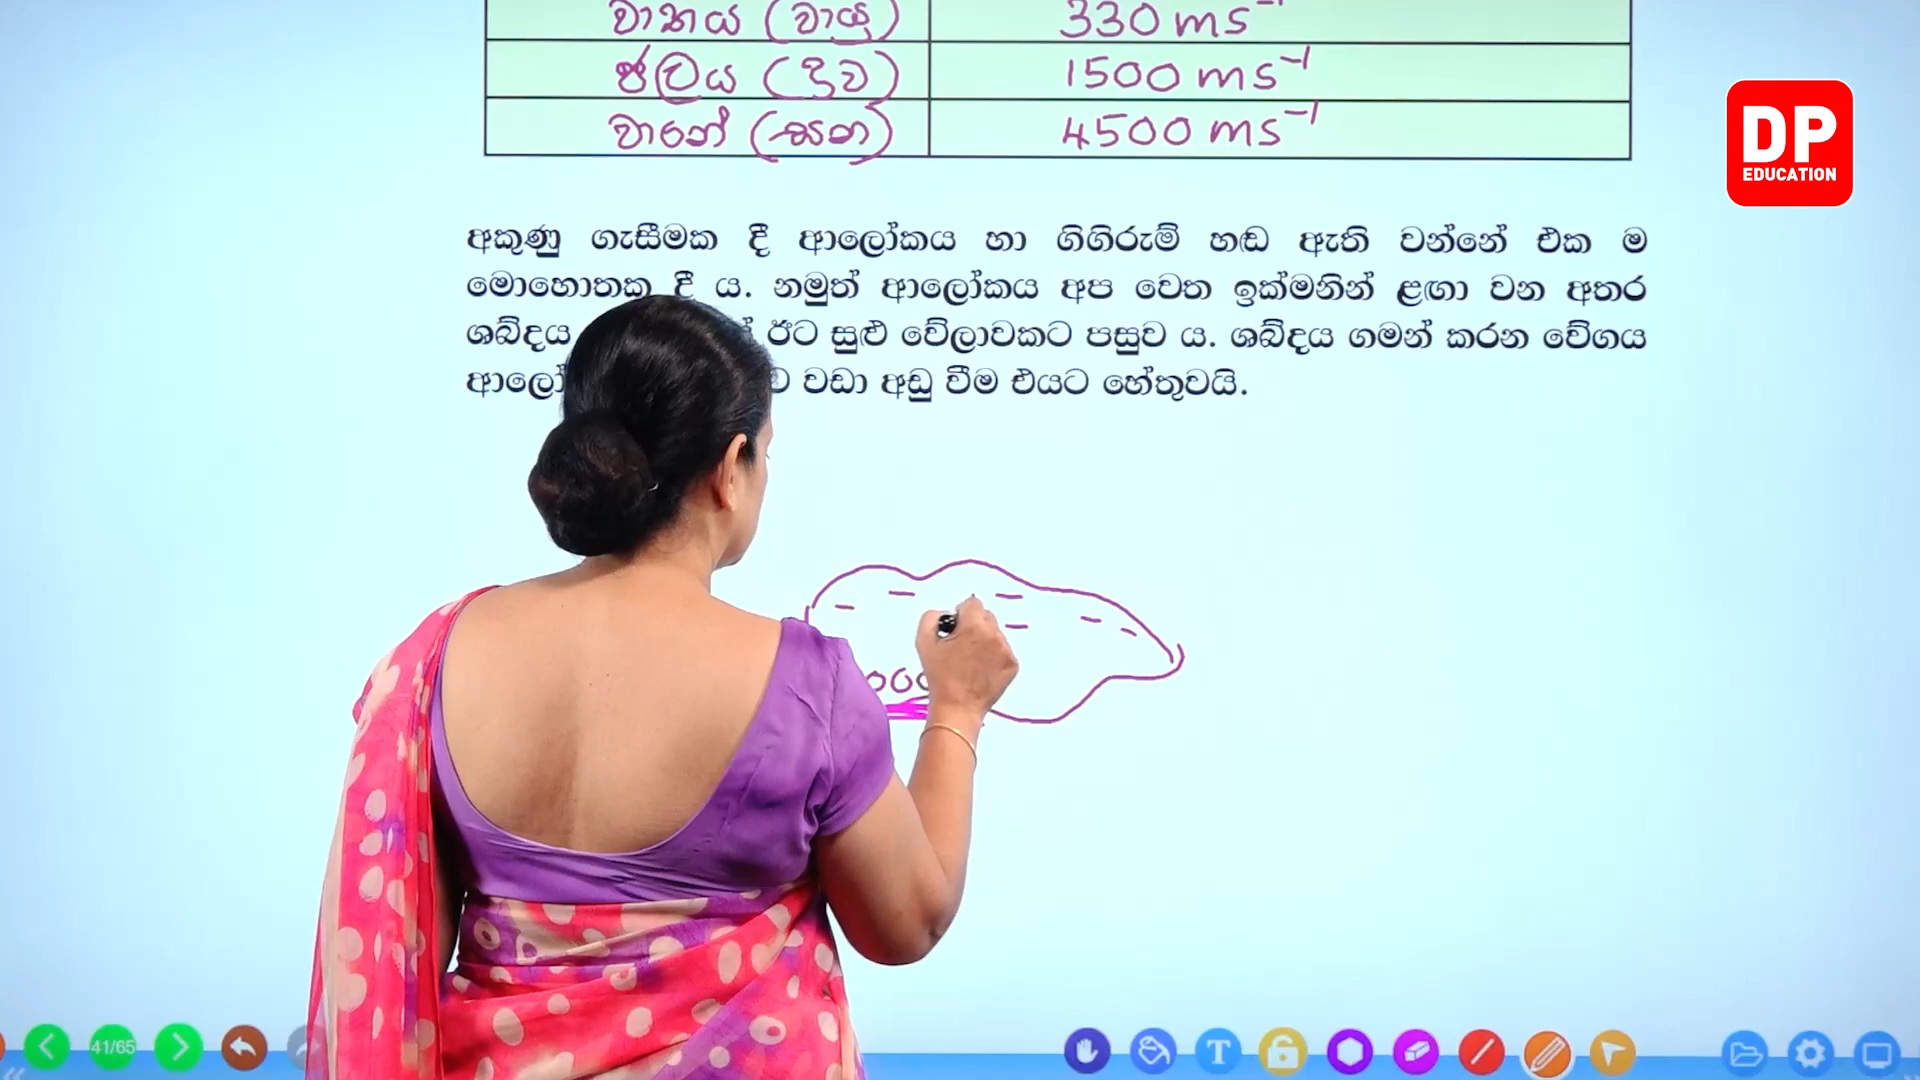 වාතය (වායු) 330 ms⁻¹
ජලය (ද්‍රව) 1500 ms⁻¹
වානේ (ඝන) 4500 ms⁻¹
DP
EDUCATION
අකුණු ගැසීමක දී ආලෝකය හා ගිගිරුම් හඬ ඇති වන්නේ එක ම
මොහොතක දී ය. නමුත් ආලෝකය අප වෙත ඉක්මනින් ළඟා වන අතර
ශබ්දය ඊට සුළු වේලාවකට පසුව ය. ශබ්දය ගමන් කරන වේගය
වඩා අඩු වීම එයට හේතුවයි.
41/65
T